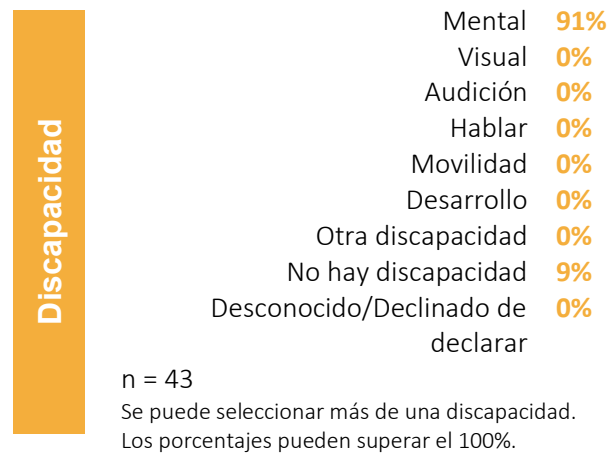 Discapacidad
Mental 91%
Visual 0%
Audición 0%
Hablar 0%
Movilidad 0%
Desarrollo 0%
Otra discapacidad 0%
No hay discapacidad 9%
Desconocido/Declinado de 0%
declarar
n = 43
Se puede seleccionar más de una discapacidad.
Los porcentajes pueden superar el 100%.